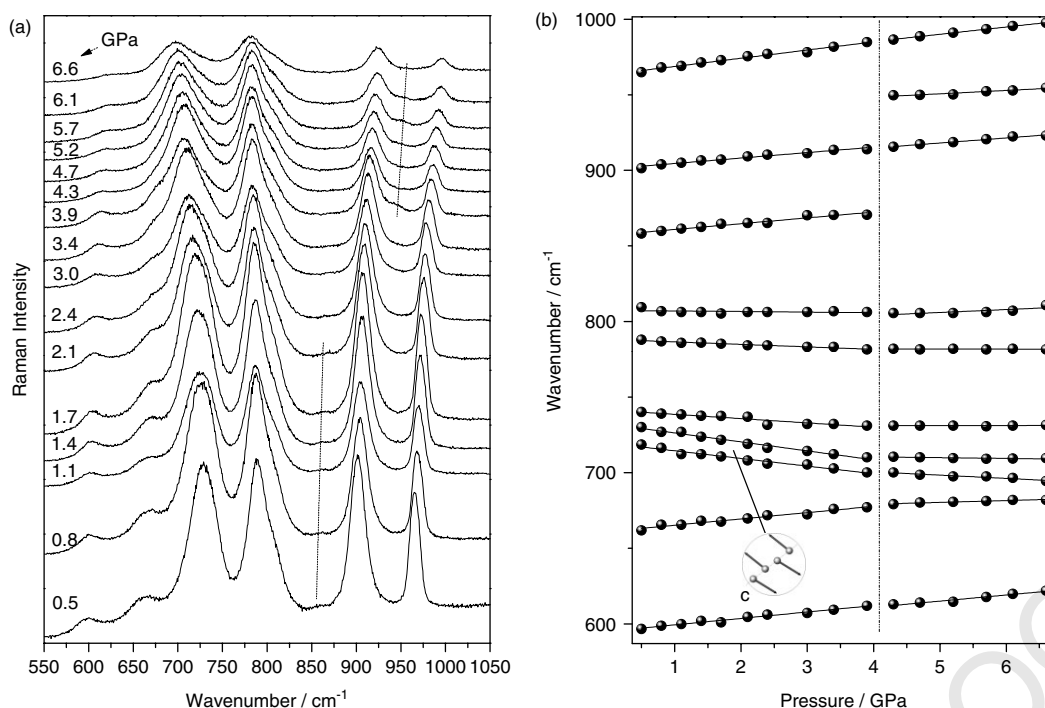 (a)
GPa
6.6
6.1
5.7
5.2
4.7
4.3
3.9
3.4
3.0
2.4
2.1
1.7
1.4
1.1
0.8
0.5
Raman Intensity
550 600 650 700 750 800 850 900 950 1000 1050
Wavenumber / cm⁻¹
(b)
1000
900
800
700
600
Wavenumber / cm⁻¹
c
1 2 3 4 5 6
Pressure / GPa